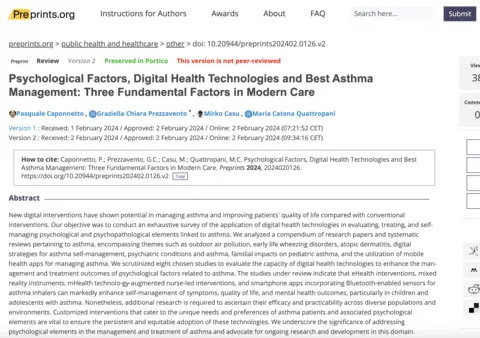 Preprints.org
Instructions for Authors Awards About FAQ Search here... Submit
preprints.org > public health and healthcare > other > doi: 10.20944/preprints202402.0126.v2
Preprint Review Version 2 Preserved in Portico This version is not peer-reviewed
Psychological Factors, Digital Health Technologies and Best Asthma
Management: Three Fundamental Factors in Modern Care
Pasquale Caponnetto, Graziella Chiara Prezzavento *, Mirko Casu, Maria Catena Quattropani
Version 1 : Received: 1 February 2024 / Approved: 2 February 2024 / Online: 2 February 2024 (07:21:52 CET)
Version 2 : Received: 2 February 2024 / Approved: 2 February 2024 / Online: 2 February 2024 (09:34:16 CET)
How to cite: Caponnetto, P.; Prezzavento, G.C.; Casu, M.; Quattropani, M.C. Psychological Factors, Digital Health Technologies and Best
Asthma Management: Three Fundamental Factors in Modern Care. Preprints 2024, 2024020126.
https://doi.org/10.20944/preprints202402.0126.v2 Copy
Abstract
New digital interventions have shown potential in managing asthma and improving patients' quality of life compared with conventional
interventions. Our objective was to conduct an exhaustive survey of the application of digital health technologies in evaluating, treating, and self-
managing psychological and psychopathological elements linked to asthma. We analyzed a compendium of research papers and systematic
reviews pertaining to asthma, encompassing themes such as outdoor air pollution, early life wheezing disorders, atopic dermatitis, digital
strategies for asthma self-management, psychiatric conditions and asthma, familial impacts on pediatric asthma, and the utilization of mobile
health apps for managing asthma. We scrutinized eight chosen studies to evaluate the capacity of digital health technologies to enhance the man-
agement and treatment outcomes of psychological factors related to asthma. The studies under review indicate that eHealth interventions, mixed
reality instruments, mHealth technolo-gy-augmented nurse-led interventions, and smartphone apps incorporating Bluetooth-enabled sensors for
asthma inhalers can markedly enhance self-management of symptoms, quality of life, and mental health outcomes, particularly in children and
adolescents with asthma. Nonetheless, additional research is required to ascertain their efficacy and practicability across diverse populations and
environments. Customized interventions that cater to the unique needs and preferences of asthma patients and associated psychological
elements are vital to ensure the persistent and equitable adoption of these technologies. We underscore the significance of addressing
psychological elements in the management and treatment of asthma and advocate for ongoing research and development in this domain.